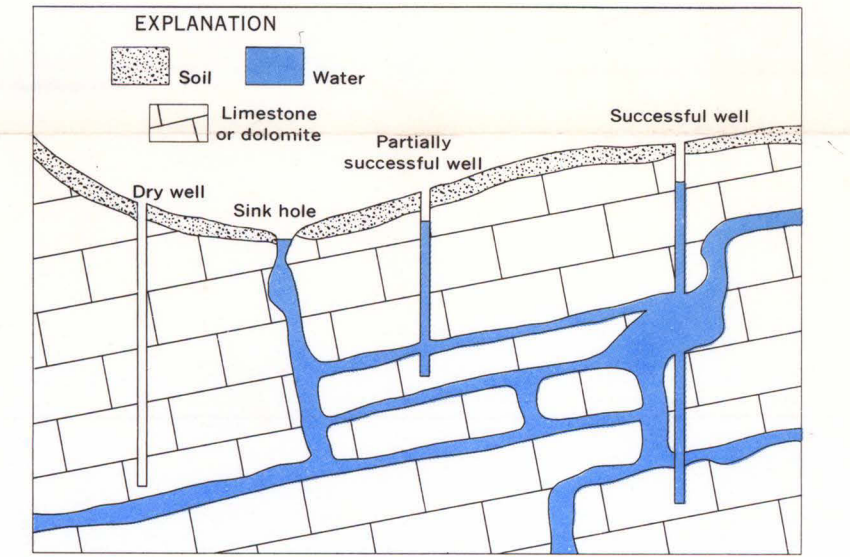 EXPLANATION
Soil
Water
Limestone
or dolomite
Successful well
Partially
successful well
Dry well
Sink hole